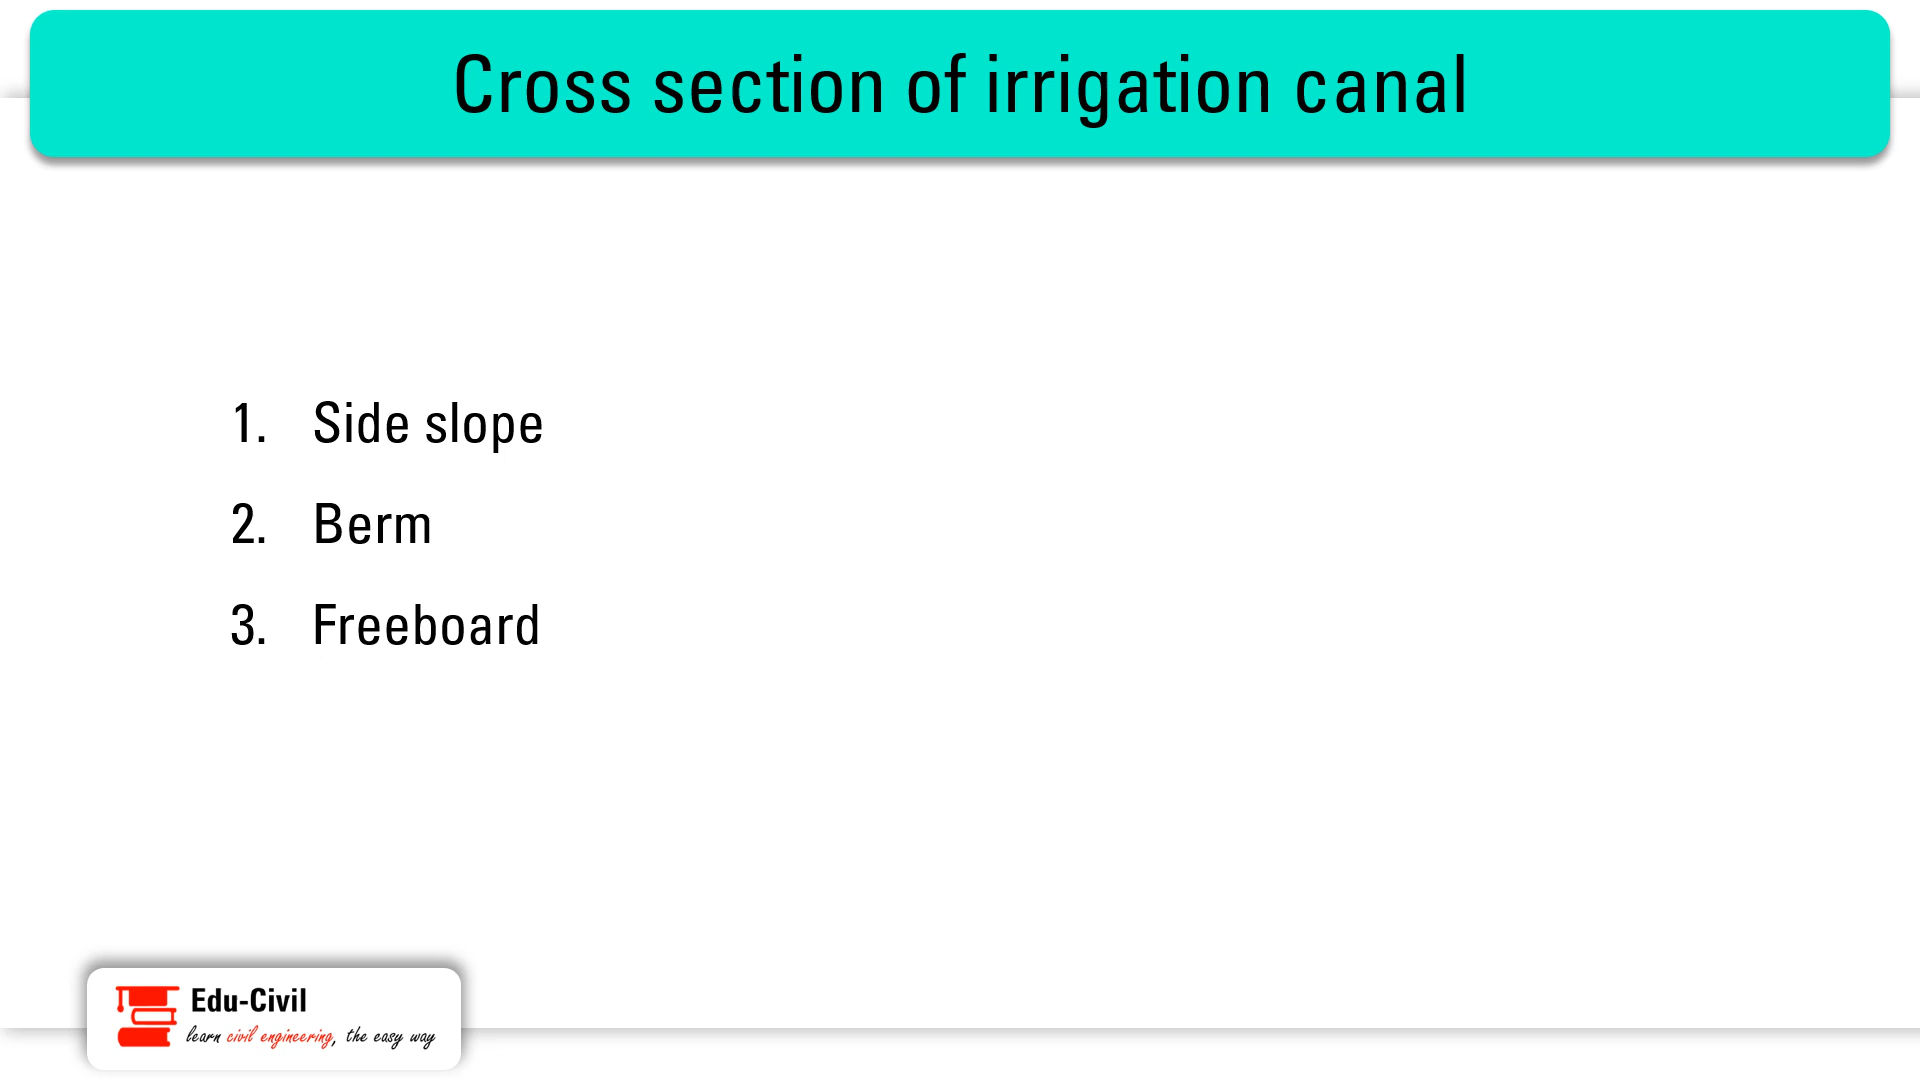 Cross section of irrigation canal
1. Side slope
2. Berm
3. Freeboard
Edu-Civil
learn civil engineering, the easy way